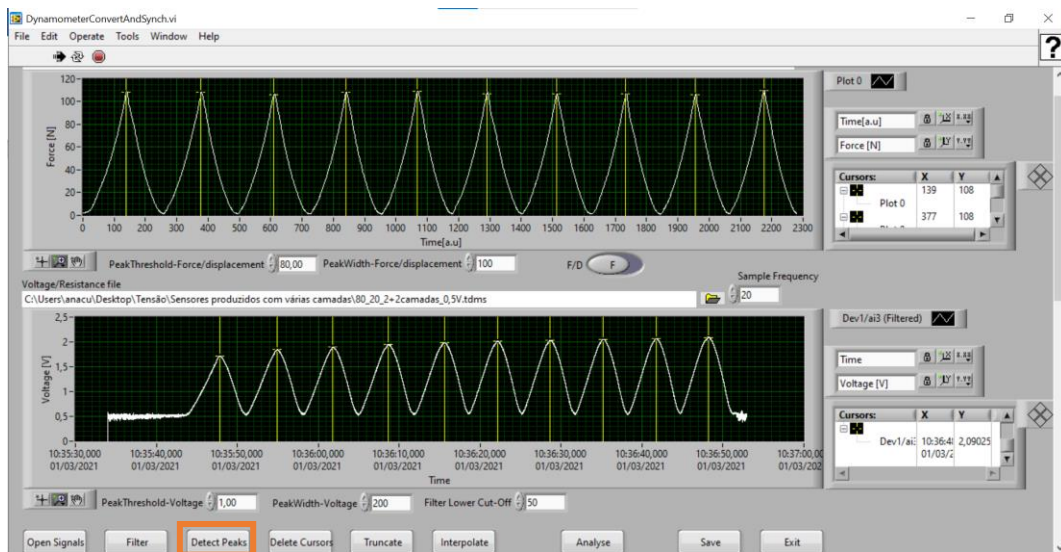 DynamometerConvertAndSynch.vi
File Edit Operate Tools Window Help
?
120-
100-
80-
60-
40-
20-
0-
Force [N]
0 100 200 300 400 500 600 700 800 900 1000 1100 1200 1300 1400 1500 1600 1700 1800 1900 2000 2100 2200 2300
Time[a.u]
Plot 0
Time[a.u]
Force [N]
Cursors: X Y
139 108
Plot 0
377 108
PeakThreshold-Force/displacement 80,00 PeakWidth-Force/displacement 100 F/D F
Sample Frequency
20
Voltage/Resistance file
C:\Users\anacu\Desktop\Tensão\Sensores produzidos com várias camadas\80_20_2+2camadas_0,5V.tdms
2,5-
2-
1,5-
1-
0,5-
0-
Voltage [V]
10:35:30,000 10:35:40,000 10:35:50,000 10:36:00,000 10:36:10,000 10:36:20,000 10:36:30,000 10:36:40,000 10:36:50,000 10:37:00,00
01/03/2021 01/03/2021 01/03/2021 01/03/2021 01/03/2021 01/03/2021 01/03/2021 01/03/2021 01/03/2021 01/03/202
Time
Dev1/ai3 (Filtered)
Time
Voltage [V]
Cursors: X Y
Dev1/ai: 10:36:4 2,09025
01/03/2
PeakThreshold-Voltage 1,00 PeakWidth-Voltage 200 Filter Lower Cut-Off 50
Open Signals Filter Detect Peaks Delete Cursors Truncate Interpolate Analyse Save Exit